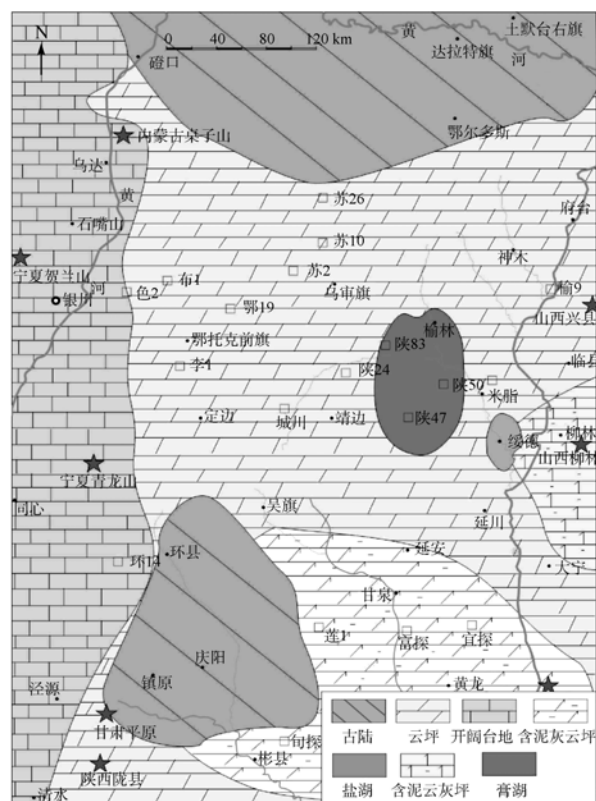 N
0 40 80 120 km
黄
土默台右旗
达拉特旗
河
磴口
鄂尔多斯
内蒙古桌子山
乌达
黄
苏26
府台
石嘴山
苏10
神木
宁夏贺兰山
河
布1
苏2
色2
乌审旗
榆9
银川
鄂19
山西兴县
榆林
鄂托克前旗
陕83
临县
李1
陕24
陕50
米脂
定边
城川
靖边
陕47
绥德
柳林
山西柳林
宁夏青龙山
同心
吴旗
延川
环14
环县
延安
大宁
甘泉
莲1
富探
宜探
庆阳
镇原
黄龙
泾源
甘肃平原
旬探
彬县
陕西陇县
清水
古陆
云坪
开阔台地
含泥灰云坪
盐湖
含泥云灰坪
膏湖